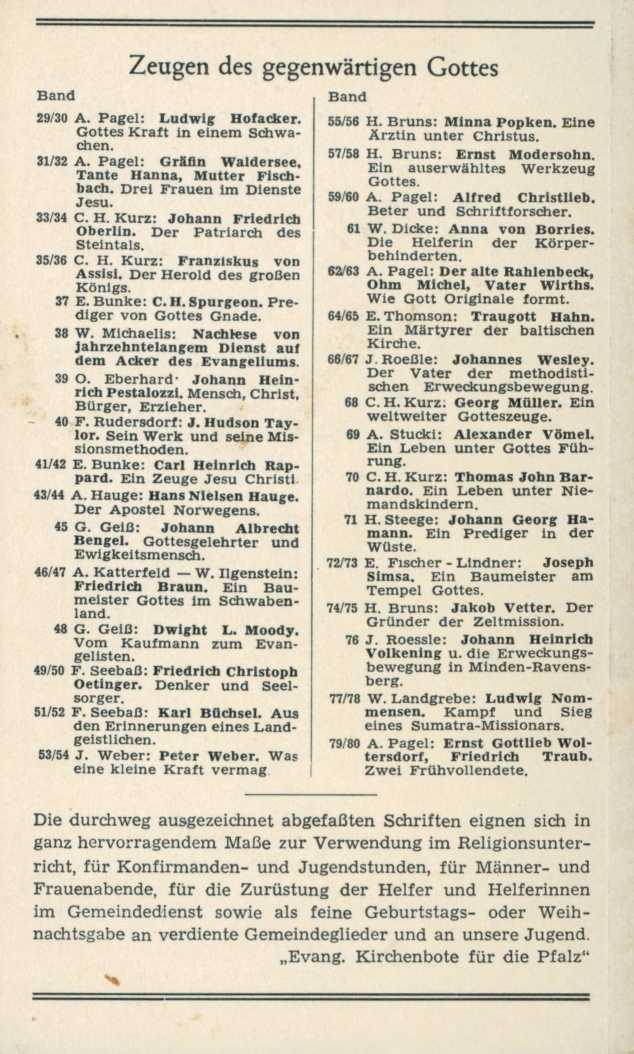 Zeugen des gegenwärtigen Gottes
Band
29/30 A. Pagel: Ludwig Hofacker.
Gottes Kraft in einem Schwa-
chen.
31/32 A. Pagel: Gräfin Waldersee,
Tante Hanna, Mutter Fisch-
bach. Drei Frauen im Dienste
Jesu.
33/34 C. H. Kurz: Johann Friedrich
Oberlin. Der Patriarch des
Steintals.
35/36 C. H. Kurz: Franziskus von
Assisi. Der Herold des großen
Königs.
37 E. Bunke: C. H. Spurgeon. Pre-
diger von Gottes Gnade.
38 W. Michaelis: Nachlese von
jahrzehntelangem Dienst auf
dem Acker des Evangeliums.
39 O. Eberhard: Johann Hein-
rich Pestalozzi. Mensch, Christ,
Bürger, Erzieher.
40 F. Rudersdorf: J. Hudson Tay-
lor. Sein Werk und seine Mis-
sionsmethoden.
41/42 E. Bunke: Carl Heinrich Rap-
pard. Ein Zeuge Jesu Christi.
43/44 A. Hauge: Hans Nielsen Hauge.
Der Apostel Norwegens.
45 G. Geiß: Johann Albrecht
Bengel. Gottesgelehrter und
Ewigkeitsmensch.
46/47 A. Katterfeld — W. Ilgenstein:
Friedrich Braun. Ein Bau-
meister Gottes im Schwaben-
land.
48 G. Geiß: Dwight L. Moody.
Vom Kaufmann zum Evan-
gelisten.
49/50 F. Seebaß: Friedrich Christoph
Oetinger. Denker und Seel-
sorger.
51/52 F. Seebaß: Karl Büchsel. Aus
den Erinnerungen eines Land-
geistlichen.
53/54 J. Weber: Peter Weber. Was
eine kleine Kraft vermag.
Band
55/56 H. Bruns: Minna Popken. Eine
Ärztin unter Christus.
57/58 H. Bruns: Ernst Modersohn.
Ein auserwähltes Werkzeug
Gottes.
59/60 A. Pagel: Alfred Christlieb.
Beter und Schriftforscher.
61 W. Dicke: Anna von Borries.
Die Helferin der Körper-
behinderten.
62/63 A. Pagel: Der alte Rahlenbeck,
Ohm Michel, Vater Wirths.
Wie Gott Originale formt.
64/65 E. Thomson: Traugott Hahn.
Ein Märtyrer der baltischen
Kirche.
66/67 J. Roeßle: Johannes Wesley.
Der Vater der methodisti-
schen Erweckungsbewegung.
68 C. H. Kurz: Georg Müller. Ein
weltweiter Gotteszeuge.
69 A. Stucki: Alexander Vömel.
Ein Leben unter Gottes Füh-
rung.
70 C. H. Kurz: Thomas John Bar-
nardo. Ein Leben unter Nie-
mandskindern.
71 H. Steege: Johann Georg Ha-
mann. Ein Prediger in der
Wüste.
72/73 E. Fischer-Lindner: Joseph
Simsa. Ein Baumeister am
Tempel Gottes.
74/75 H. Bruns: Jakob Vetter. Der
Gründer der Zeltmission.
76 J. Roessle: Johann Heinrich
Volkening u. die Erweckungs-
bewegung in Minden-Ravens-
berg.
77/78 W. Landgrebe: Ludwig Nom-
mensen. Kampf und Sieg
eines Sumatra-Missionars.
79/80 A. Pagel: Ernst Gottlieb Wol-
tersdorf, Friedrich Traub.
Zwei Frühvollendete.
Die durchweg ausgezeichnet abgefaßten Schriften eignen sich in
ganz hervorragendem Maße zur Verwendung im Religionsunter-
richt, für Konfirmanden- und Jugendstunden, für Männer- und
Frauenabende, für die Zurüstung der Helfer und Helferinnen
im Gemeindedienst sowie als feine Geburtstags- oder Weih-
nachtsgabe an verdiente Gemeindeglieder und an unsere Jugend.
„Evang. Kirchenbote für die Pfalz“